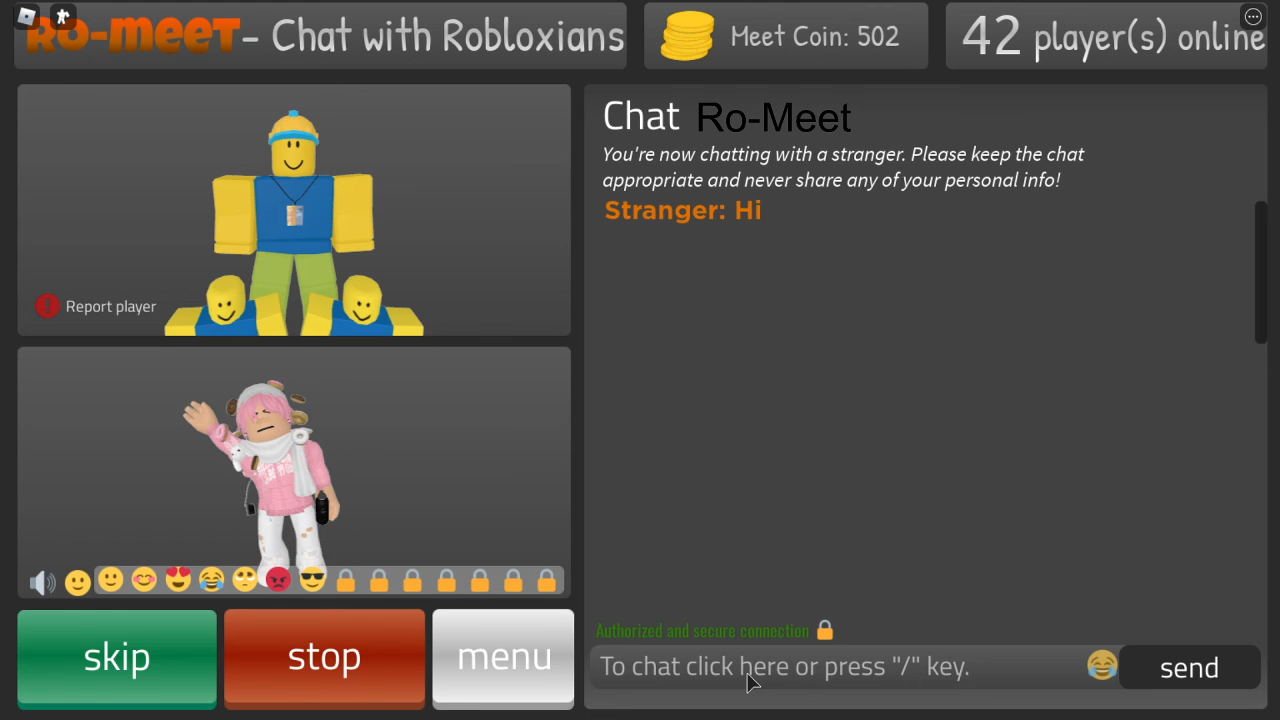 RO-meet - Chat with Robloxians
Meet Coin: 502
42 player(s) online
Report player
skip
stop
menu
Chat Ro-Meet
You're now chatting with a stranger. Please keep the chat
appropriate and never share any of your personal info!
Stranger: Hi
Authorized and secure connection
To chat click here or press "/" key.
send